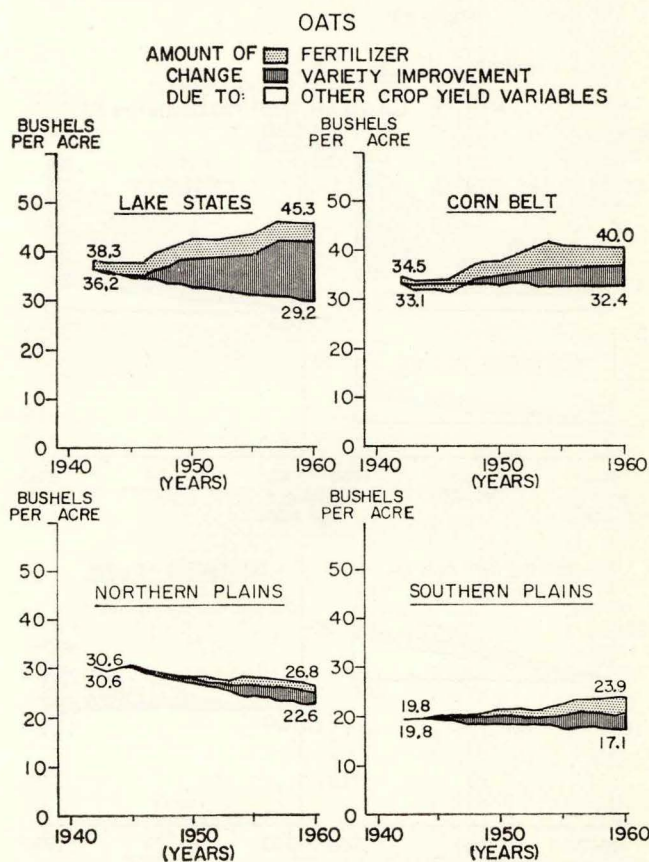 OATS
AMOUNT OF FERTILIZER
CHANGE VARIETY IMPROVEMENT
DUE TO: OTHER CROP YIELD VARIABLES
BUSHELS
PER ACRE
LAKE STATES
50
40
30
20
10
0
38.3
36.2
45.3
29.2
1940
1950
1960
(YEARS)
BUSHELS
PER ACRE
CORN BELT
50
40
30
20
10
0
34.5
33.1
40.0
32.4
1940
1950
1960
(YEARS)
BUSHELS
PER ACRE
NORTHERN PLAINS
50
40
30
20
10
0
30.6
30.6
26.8
22.6
1940
1950
1960
(YEARS)
BUSHELS
PER ACRE
SOUTHERN PLAINS
50
40
30
20
10
0
19.8
19.8
23.9
17.1
1940
1950
1960
(YEARS)